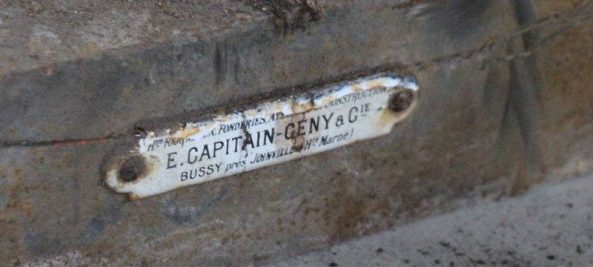 FONDERIES, CONSTRUCTION
E. CAPITAIN-GENY & CIE
BUSSY près JOINVILLE (Hte Marne)